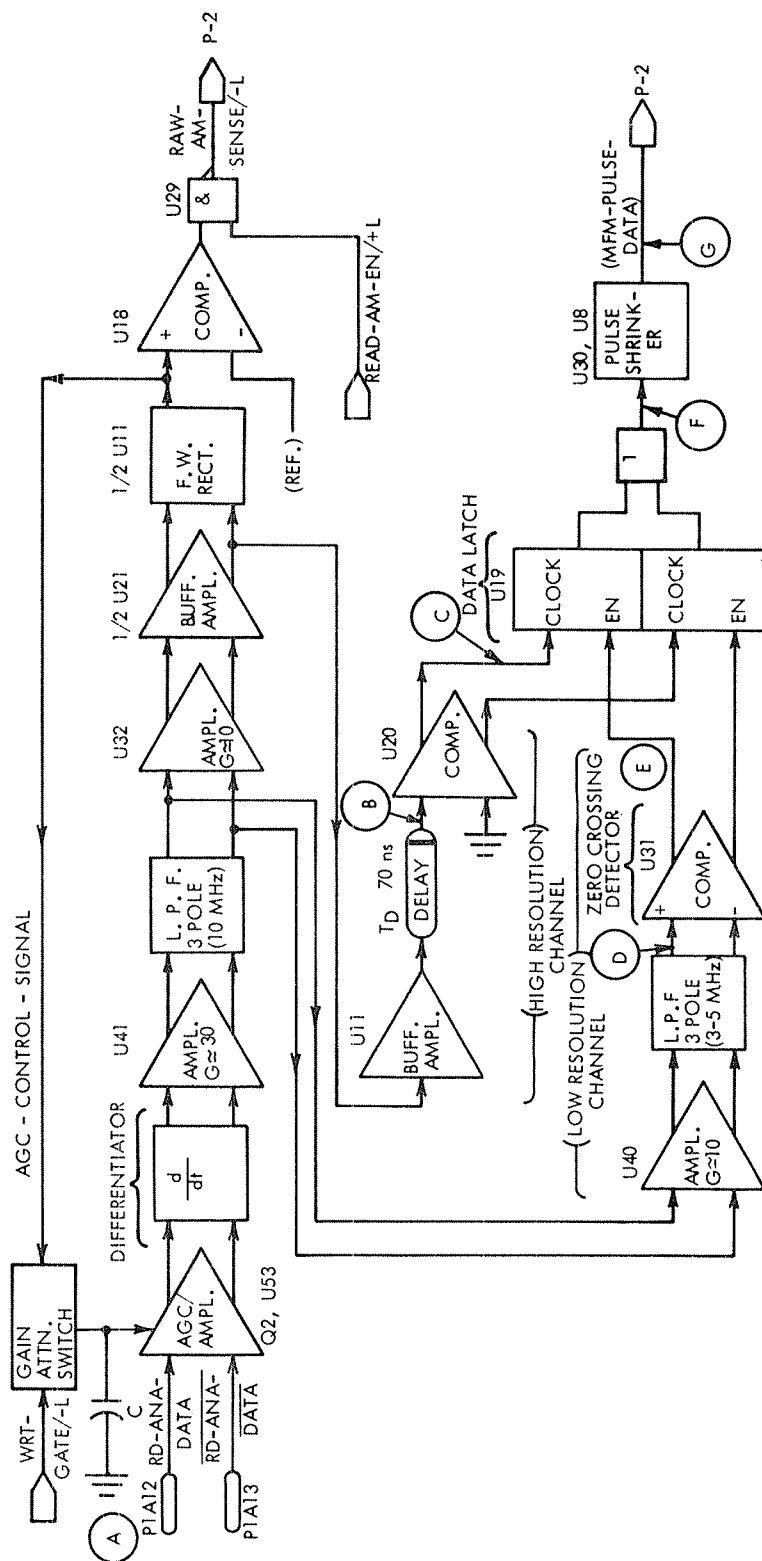 AGC - CONTROL - SIGNAL
WRT-
GATE/-L
GAIN
ATTN.
SWITCH
C
A
P1A12
RD-ANA-
DATA
RD-ANA-
DATA
P1A13
AGC/
AMPL.
Q2, U53
DIFFERENTIATOR
d
dt
U41
AMPL.
G≃30
L. P. F.
3 POLE
(10 MHz)
U32
AMPL.
G≃10
1/2 U21
BUFF.
AMPL.
1/2 U11
F.W.
RECT.
(REF.)
U18
+
COMP.
-
READ-AM-EN/+L
U29
&
RAW-
AM-
SENSE/-L
P-2
U11
BUFF.
AMPL.
TD 70 ns
DELAY
B
U20
COMP.
C
(HIGH RESOLUTION)
CHANNEL
(LOW RESOLUTION)
CHANNEL
U40
AMPL.
G≃10
L.P.F
3 POLE
(3-5 MHz)
D
ZERO CROSSING
DETECTOR
U31
+
COMP.
-
E
DATA LATCH
U19
CLOCK
EN
CLOCK
EN
1
F
U30, U8
PULSE
SHRINK-
ER
(MFM-PULSE-
DATA)
G
P-2